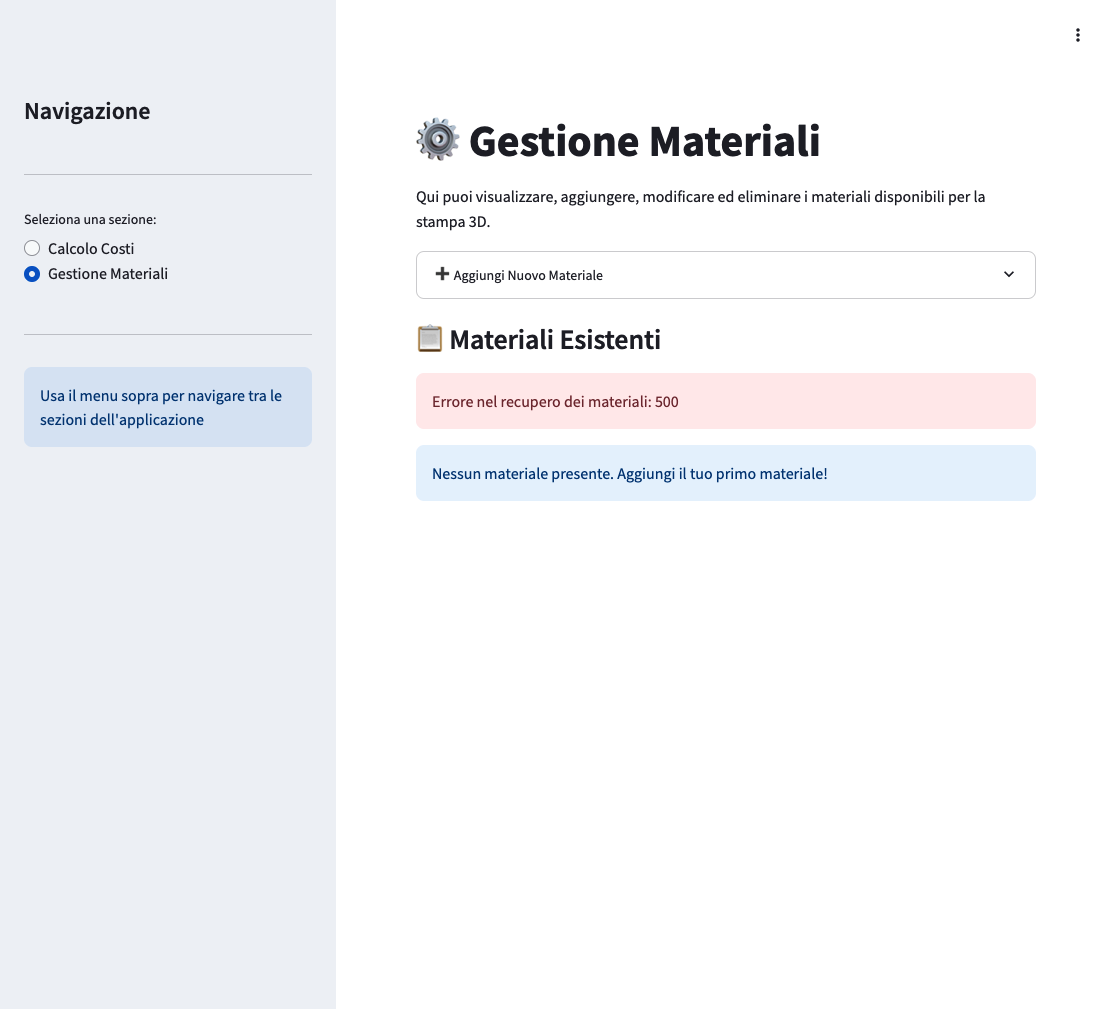 Navigazione
Seleziona una sezione:
Calcolo Costi
Gestione Materiali
Usa il menu sopra per navigare tra le
sezioni dell'applicazione
Gestione Materiali
Qui puoi visualizzare, aggiungere, modificare ed eliminare i materiali disponibili per la
stampa 3D.
Aggiungi Nuovo Materiale
Materiali Esistenti
Errore nel recupero dei materiali: 500
Nessun materiale presente. Aggiungi il tuo primo materiale!